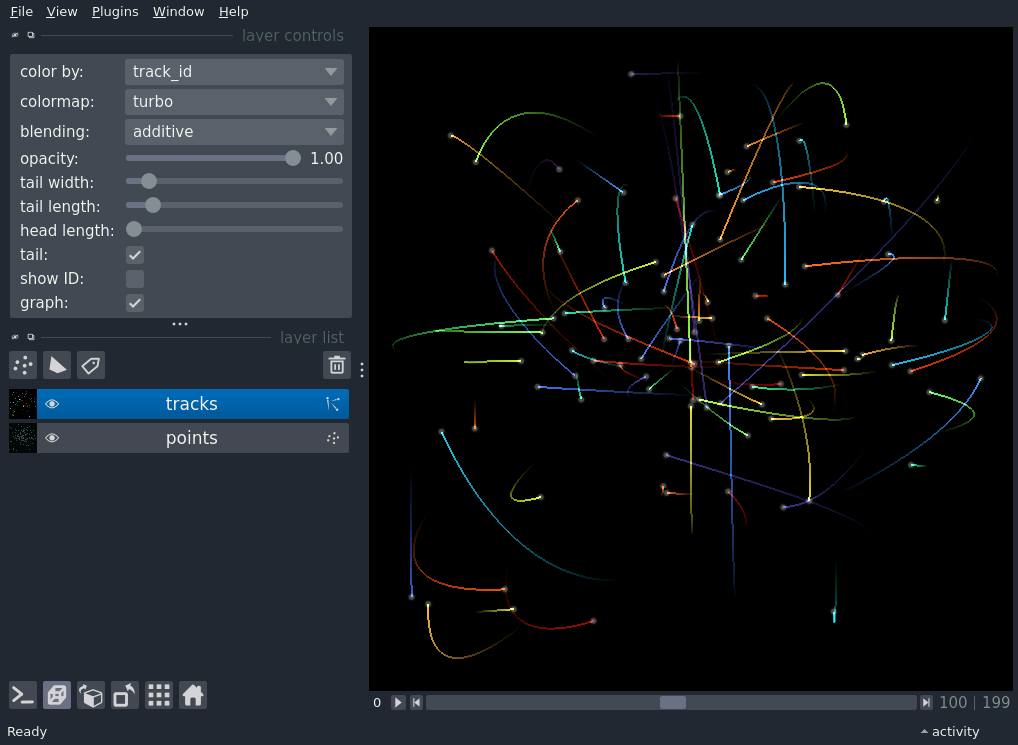 File View Plugins Window Help
layer controls
color by: track_id
colormap: turbo
blending: additive
opacity: 1.00
tail width:
tail length:
head length:
tail:
show ID:
graph:
layer list
tracks
points
0 100 | 199
Ready activity